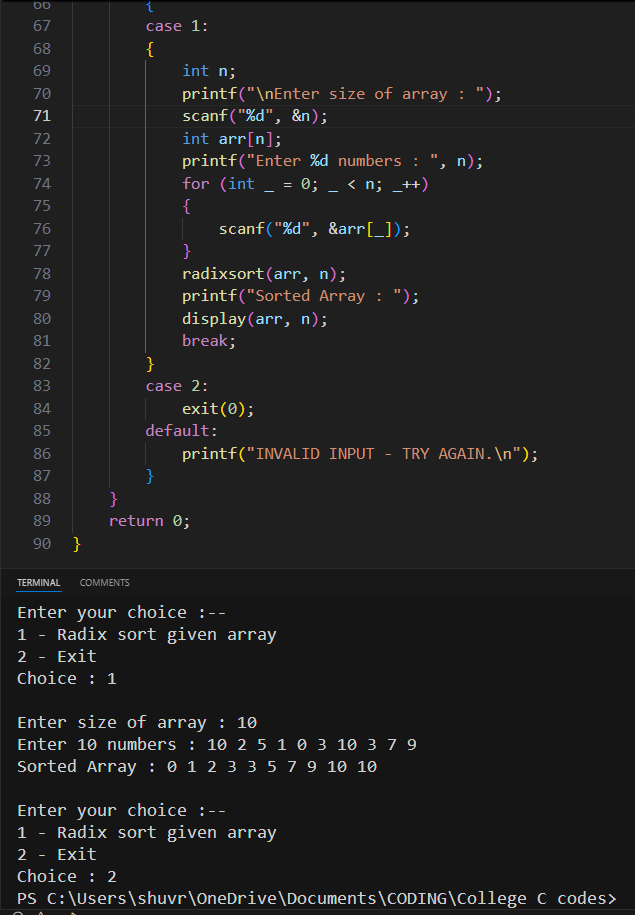 66 {
67 case 1:
68 {
69 int n;
70 printf("\nEnter size of array : ");
71 scanf("%d", &n);
72 int arr[n];
73 printf("Enter %d numbers : ", n);
74 for (int _ = 0; _ < n; _++)
75 {
76 scanf("%d", &arr[_]);
77 }
78 radixsort(arr, n);
79 printf("Sorted Array : ");
80 display(arr, n);
81 break;
82 }
83 case 2:
84 exit(0);
85 default:
86 printf("INVALID INPUT - TRY AGAIN.\n");
87 }
88 }
89 return 0;
90 }
TERMINAL COMMENTS
Enter your choice :--
1 - Radix sort given array
2 - Exit
Choice : 1
Enter size of array : 10
Enter 10 numbers : 10 2 5 1 0 3 10 3 7 9
Sorted Array : 0 1 2 3 3 5 7 9 10 10
Enter your choice :--
1 - Radix sort given array
2 - Exit
Choice : 2
PS C:\Users\shuvr\OneDrive\Documents\CODING\College C codes>